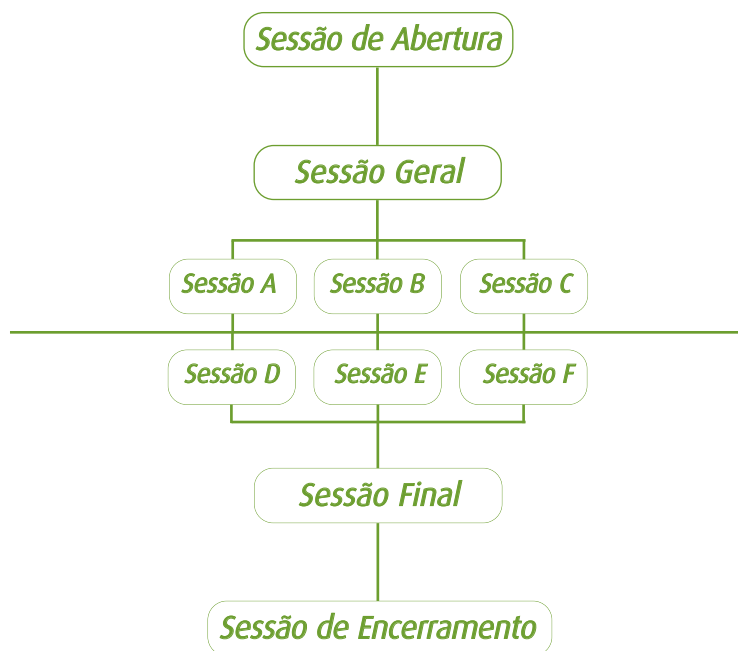 Sessão de Abertura
Sessão Geral
Sessão A
Sessão B
Sessão C
Sessão D
Sessão E
Sessão F
Sessão Final
Sessão de Encerramento